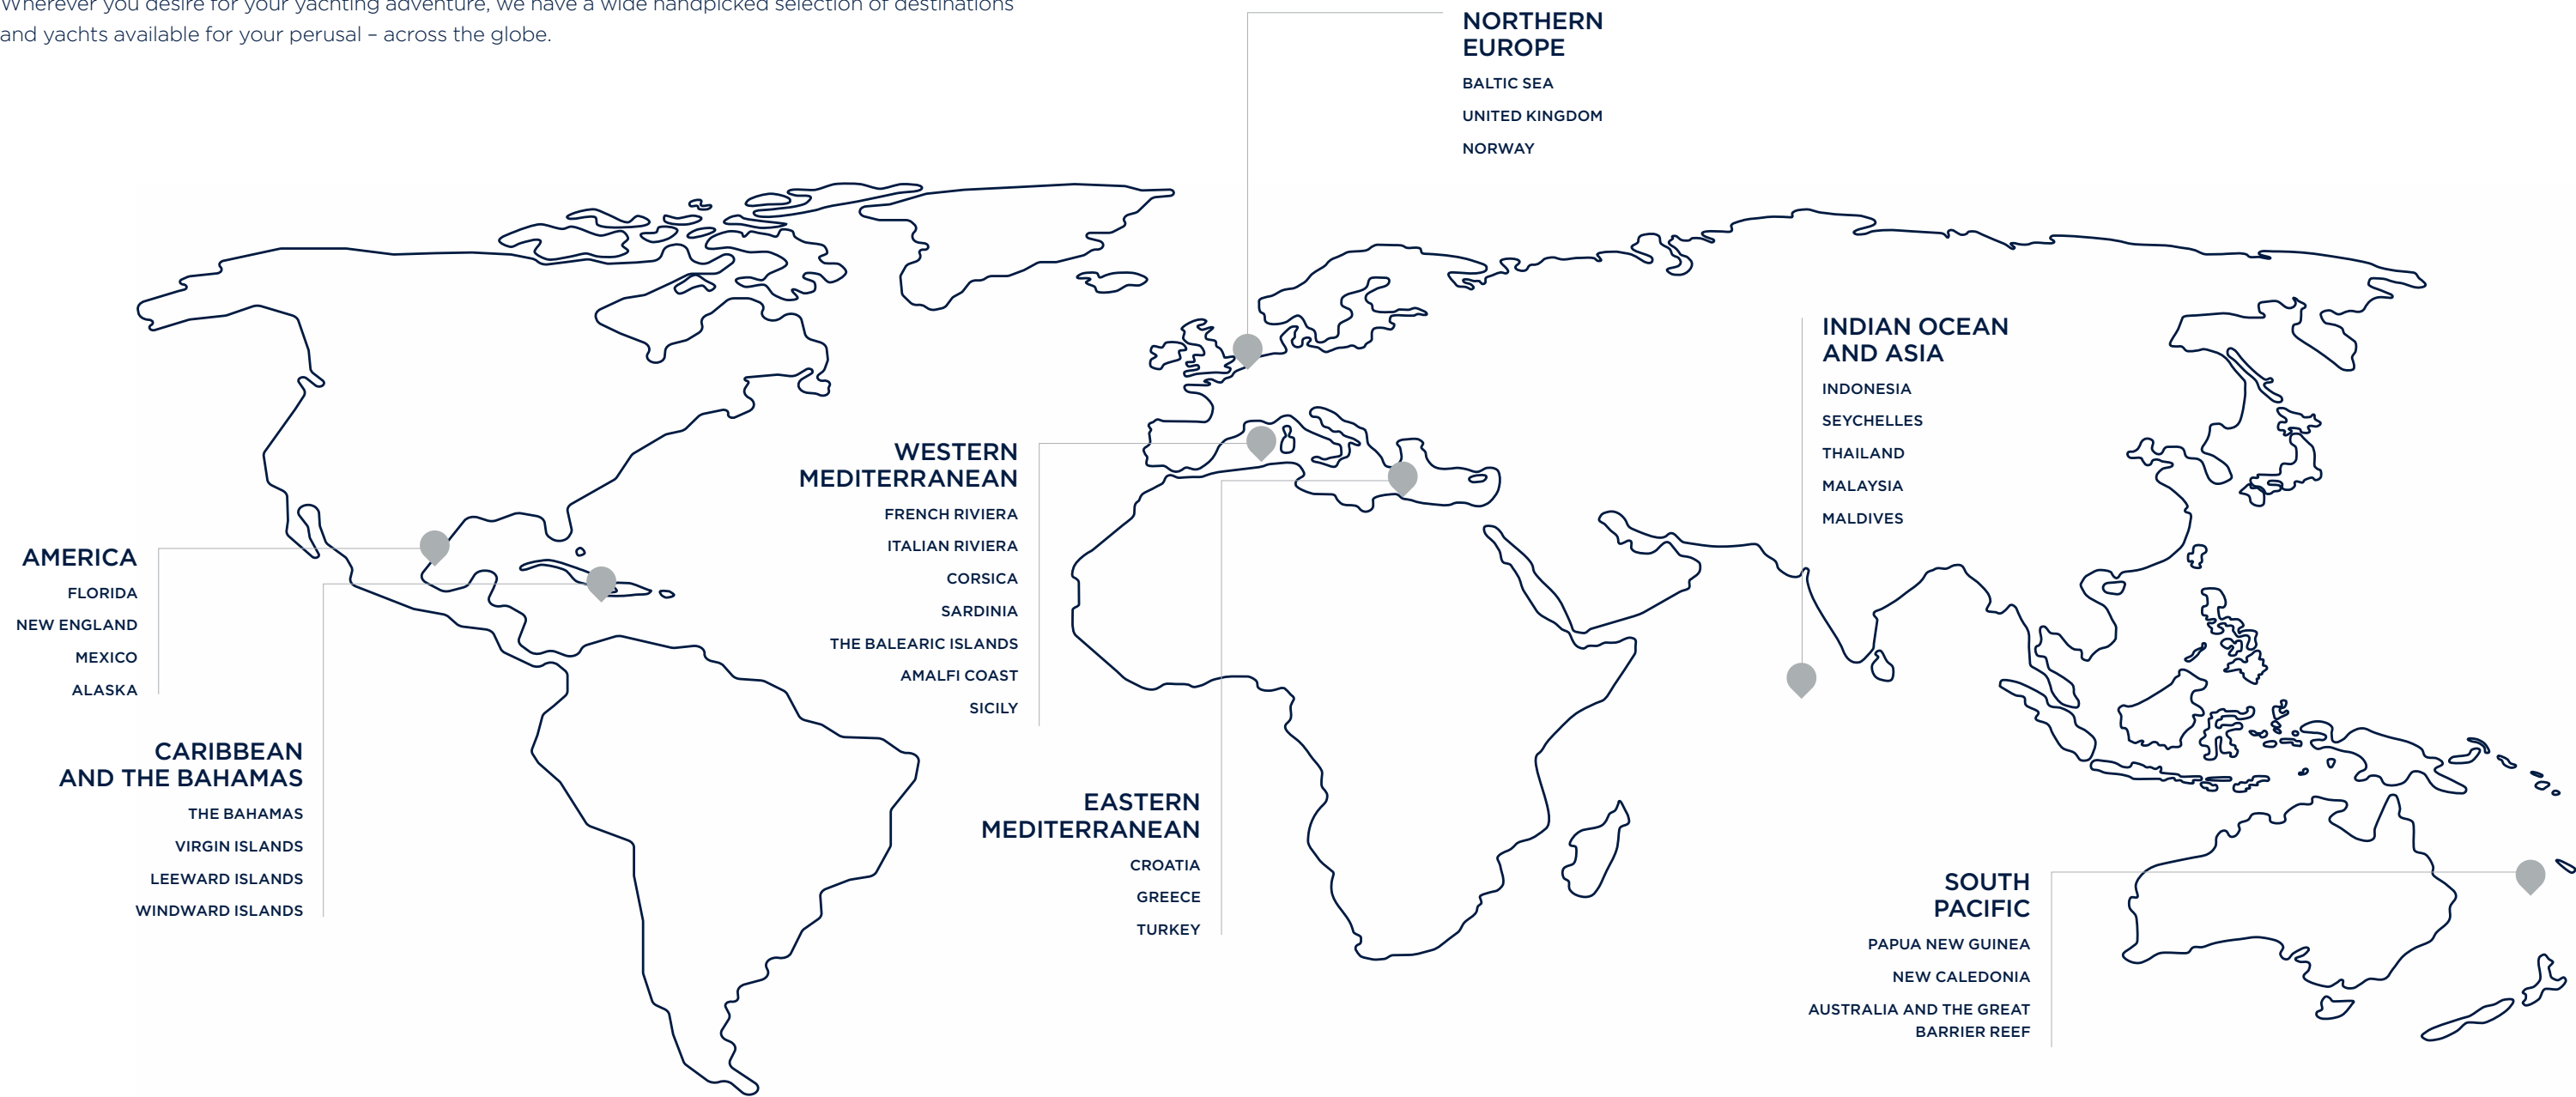 Wherever you desire for your yachting adventure, we have a wide handpicked selection of destinations
and yachts available for your perusal – across the globe.
NORTHERN
EUROPE
BALTIC SEA
UNITED KINGDOM
NORWAY
INDIAN OCEAN
AND ASIA
INDONESIA
SEYCHELLES
THAILAND
MALAYSIA
MALDIVES
WESTERN
MEDITERRANEAN
FRENCH RIVIERA
ITALIAN RIVIERA
CORSICA
SARDINIA
THE BALEARIC ISLANDS
AMALFI COAST
SICILY
AMERICA
FLORIDA
NEW ENGLAND
MEXICO
ALASKA
CARIBBEAN
AND THE BAHAMAS
THE BAHAMAS
VIRGIN ISLANDS
LEEWARD ISLANDS
WINDWARD ISLANDS
EASTERN
MEDITERRANEAN
CROATIA
GREECE
TURKEY
SOUTH
PACIFIC
PAPUA NEW GUINEA
NEW CALEDONIA
AUSTRALIA AND THE GREAT
BARRIER REEF